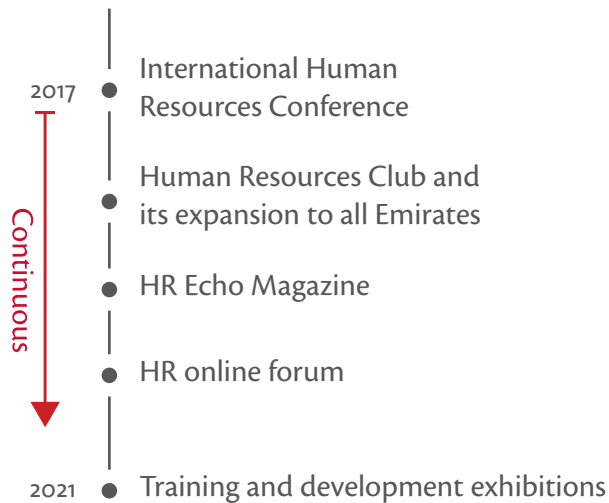 2017
International Human
Resources Conference
Human Resources Club and
its expansion to all Emirates
Continuous
HR Echo Magazine
HR online forum
2021
Training and development exhibitions